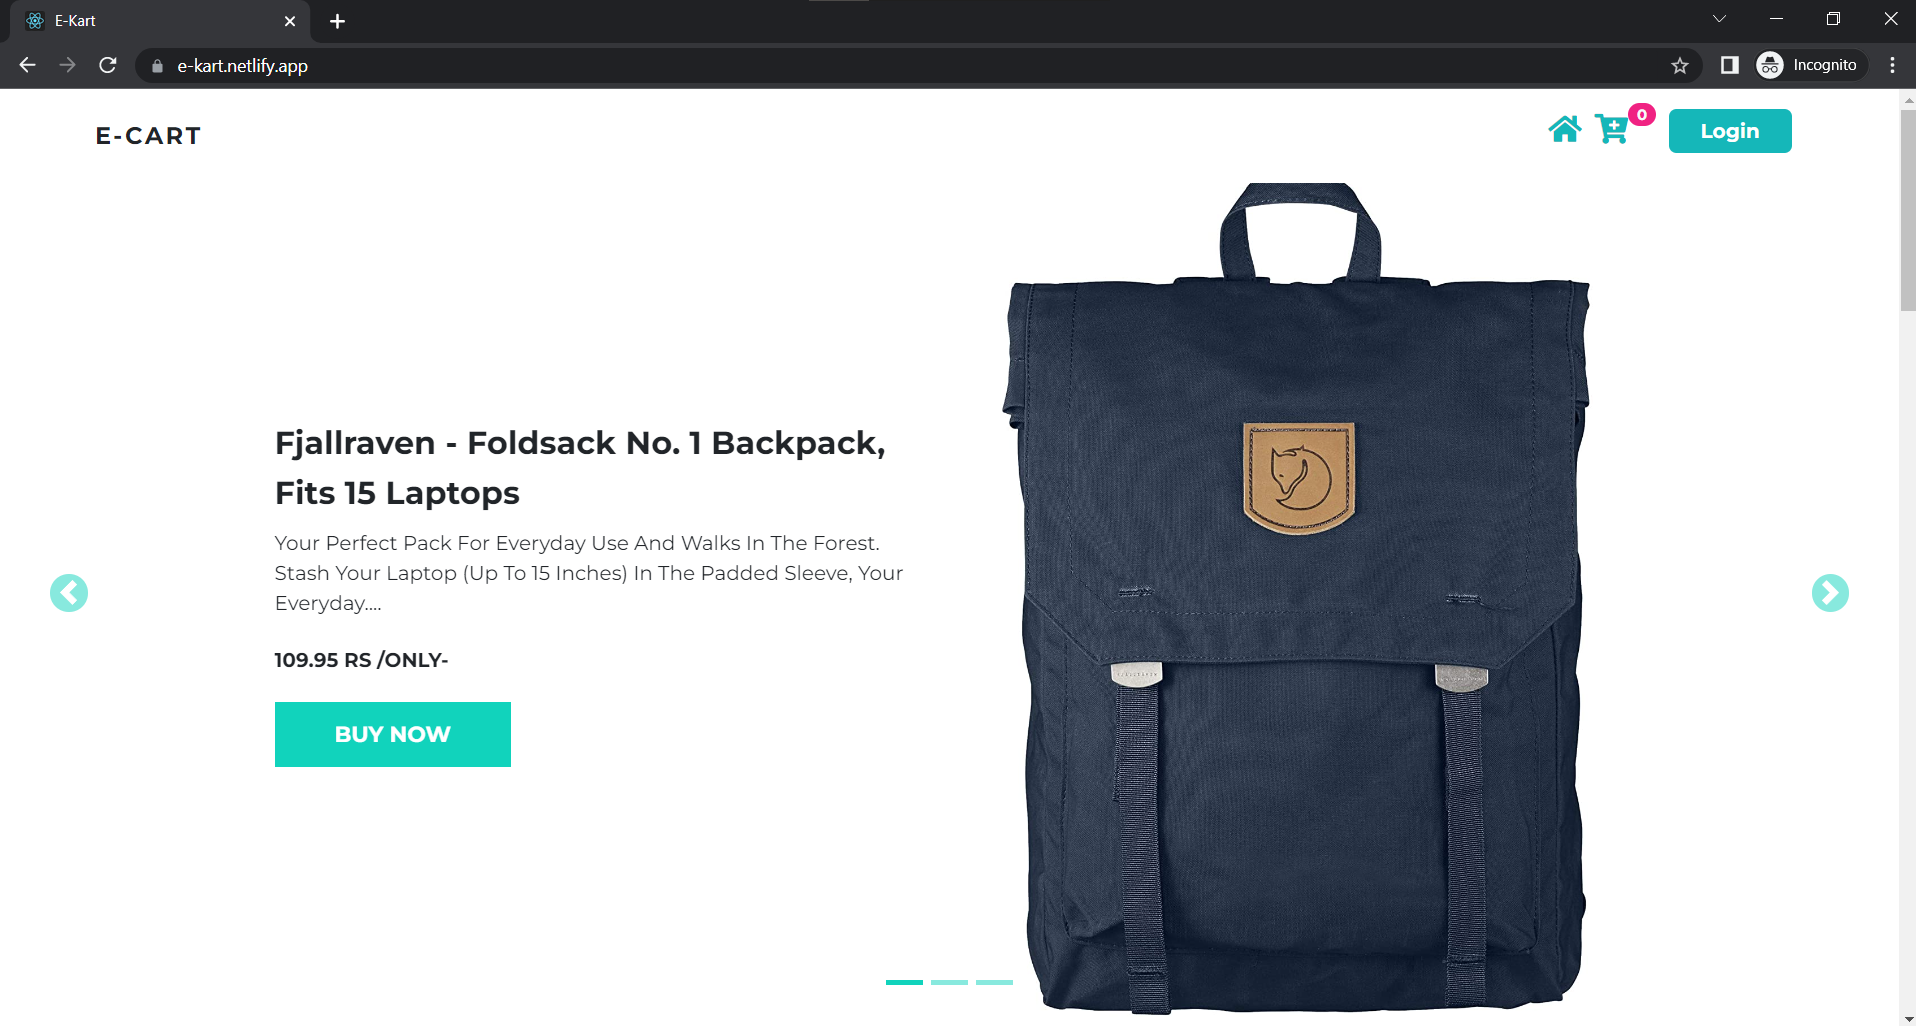 E-Kart
e-kart.netlify.app
Incognito
E-CART
0
Login
Fjallraven - Foldsack No. 1 Backpack,
Fits 15 Laptops
Your Perfect Pack For Everyday Use And Walks In The Forest.
Stash Your Laptop (Up To 15 Inches) In The Padded Sleeve, Your
Everyday....
109.95 RS /ONLY-
BUY NOW